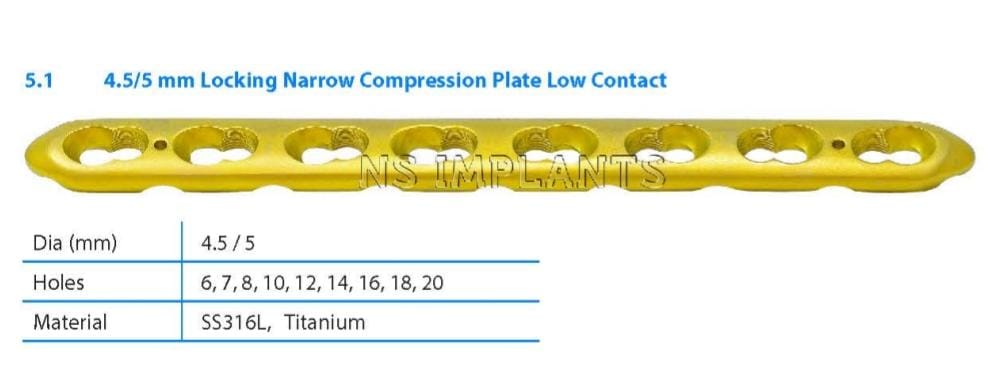 5.1 4.5/5 mm Locking Narrow Compression Plate Low Contact
NS IMPLANTS
Dia (mm) 4.5 / 5
Holes 6, 7, 8, 10, 12, 14, 16, 18, 20
Material SS316L, Titanium